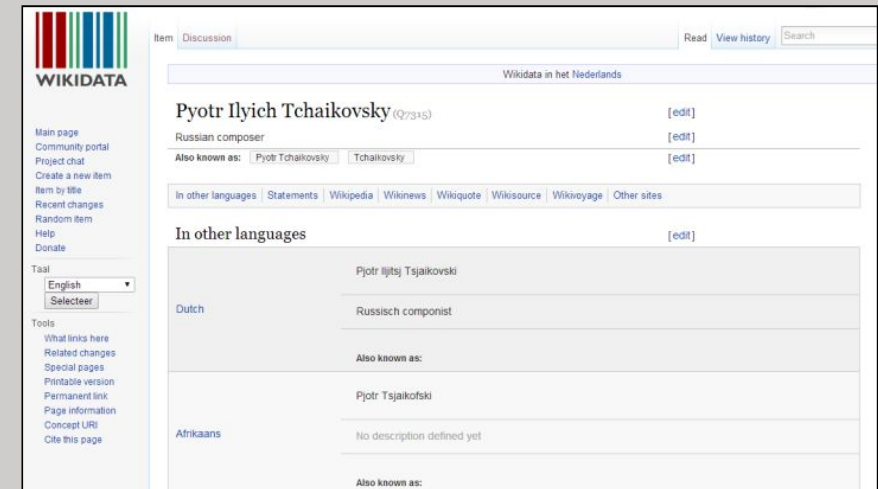 WIKIDATA
Main page
Community portal
Project chat
Create a new item
Item by title
Recent changes
Random item
Help
Donate
Taal
English
Selecteer
Tools
What links here
Related changes
Special pages
Printable version
Permanent link
Page information
Concept URI
Cite this page
Item Discussion Read View history Search
Wikidata in het Nederlands
Pyotr Ilyich Tchaikovsky (Q7315) [edit]
Russian composer [edit]
Also known as: Pyotr Tchaikovsky Tchaikovsky [edit]
In other languages Statements Wikipedia Wikinews Wikiquote Wikisource Wikivoyage Other sites
In other languages [edit]
Pjotr Iljitsj Tsjaikovski
Dutch Russisch componist
Also known as:
Pjotr Tsjaikofski
Afrikaans No description defined yet
Also known as: